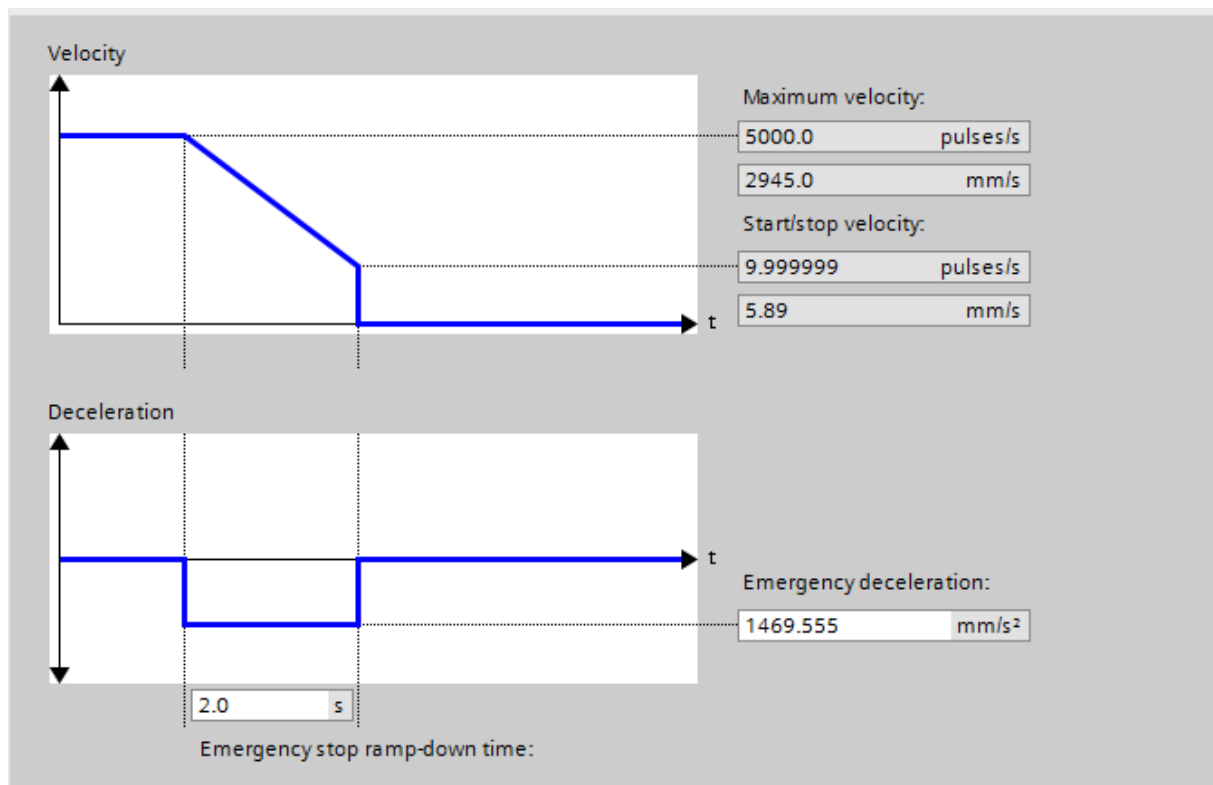 Velocity
Maximum velocity:
5000.0 pulses/s
2945.0 mm/s
Start/stop velocity:
9.999999 pulses/s
5.89 mm/s
t
Deceleration
t
Emergency deceleration:
1469.555 mm/s²
2.0 s
Emergency stop ramp-down time: